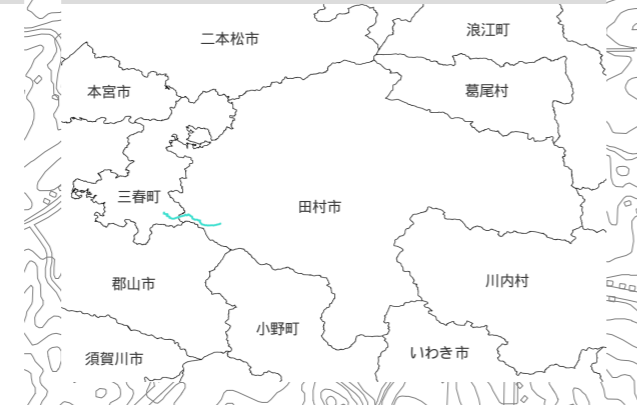 浪江町
二本松市
本宮市
葛尾村
三春町
田村市
郡山市
川内村
小野町
いわき市
須賀川市